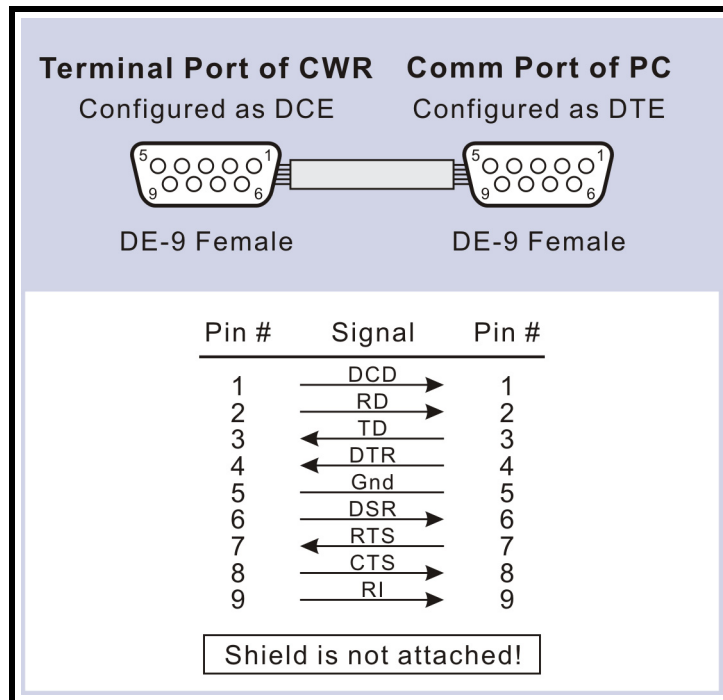 Terminal Port of CWR Comm Port of PC
Configured as DCE Configured as DTE
5 1 5 1
9 6 9 6
DE-9 Female DE-9 Female
Pin # Signal Pin #
1 DCD 1
2 RD 2
3 TD 3
4 DTR 4
5 Gnd 5
6 DSR 6
7 RTS 7
8 CTS 8
9 RI 9
Shield is not attached!